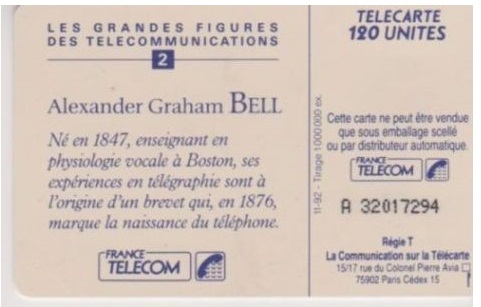 LES GRANDES FIGURES
DES TELECOMMUNICATIONS
2
Alexander Graham BELL
Né en 1847, enseignant en
physiologie vocale à Boston, ses
expériences en télégraphie sont à
l'origine d'un brevet qui, en 1876,
marque la naissance du téléphone.
FRANCE
TELECOM
11-92 - Tirage 1 000 000 ex.
TELECARTE
120 UNITES
Cette carte ne peut être vendue
que sous emballage scellé
ou par distributeur automatique.
FRANCE
TELECOM
A 32017294
Régie T
La Communication sur la Télécarte
15/17 rue du Colonel Pierre Avia
75902 Paris Cédex 15